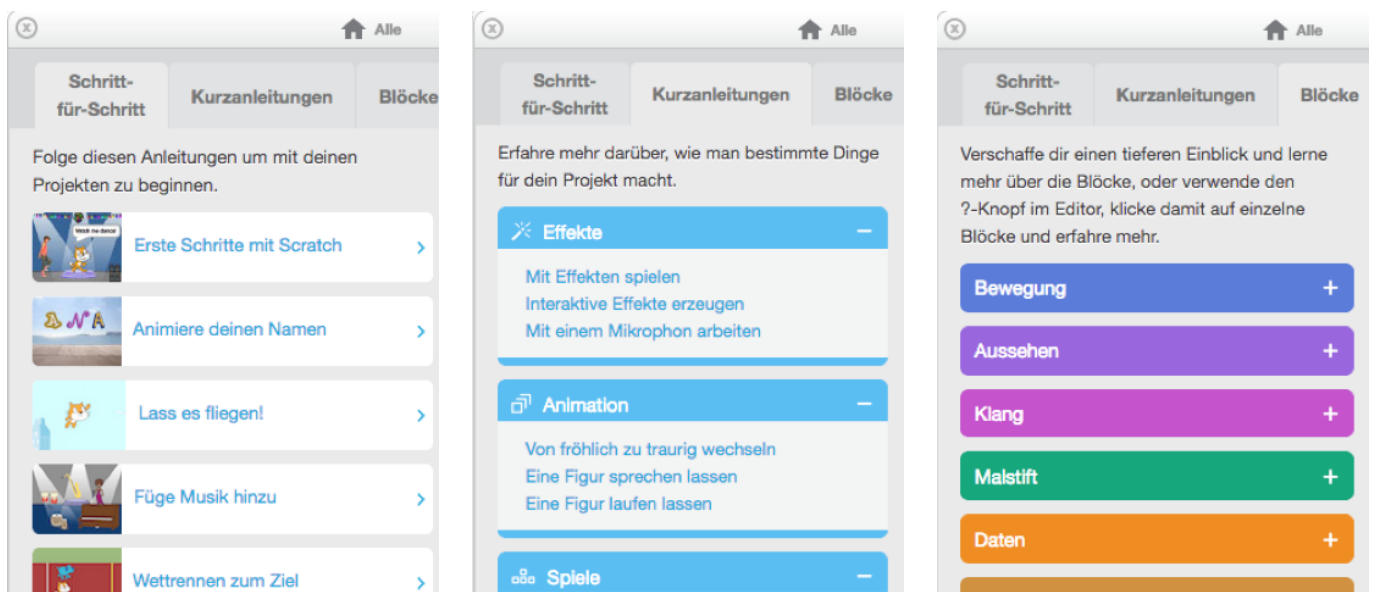 Alle
Schritt-
für-Schritt
Kurzanleitungen
Blöcke
Folge diesen Anleitungen um mit deinen
Projekten zu beginnen.
Watch me dance!
Erste Schritte mit Scratch
DNA
Animiere deinen Namen
Lass es fliegen!
Füge Musik hinzu
Wettrennen zum Ziel
Alle
Schritt-
für-Schritt
Kurzanleitungen
Blöcke
Erfahre mehr darüber, wie man bestimmte Dinge
für dein Projekt macht.
Effekte
Mit Effekten spielen
Interaktive Effekte erzeugen
Mit einem Mikrophon arbeiten
Animation
Von fröhlich zu traurig wechseln
Eine Figur sprechen lassen
Eine Figur laufen lassen
Spiele
Alle
Schritt-
für-Schritt
Kurzanleitungen
Blöcke
Verschaffe dir einen tieferen Einblick und lerne
mehr über die Blöcke, oder verwende den
?-Knopf im Editor, klicke damit auf einzelne
Blöcke und erfahre mehr.
Bewegung
Aussehen
Klang
Malstift
Daten